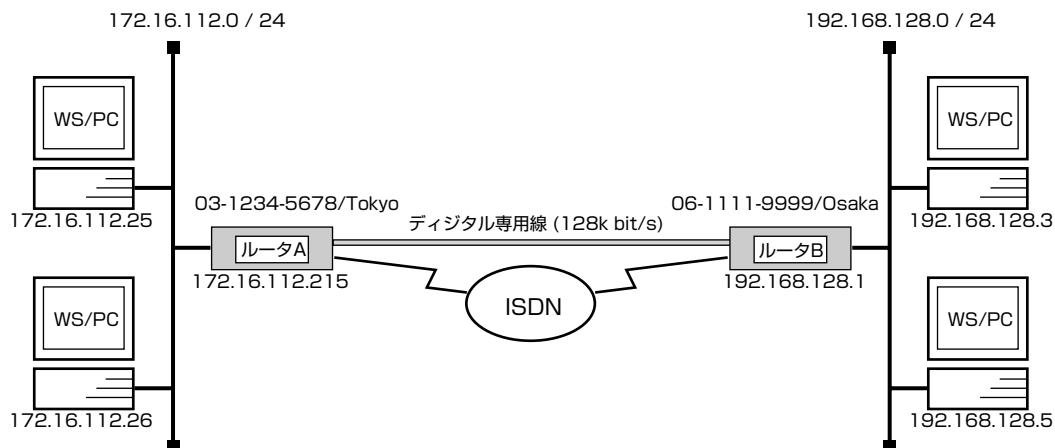 172.16.112.0 / 24
192.168.128.0 / 24
WS/PC
WS/PC
172.16.112.25
03-1234-5678/Tokyo
06-1111-9999/Osaka
192.168.128.3
ディジタル専用線 (128k bit/s)
ルータA
ルータB
172.16.112.215
192.168.128.1
ISDN
WS/PC
WS/PC
172.16.112.26
192.168.128.5